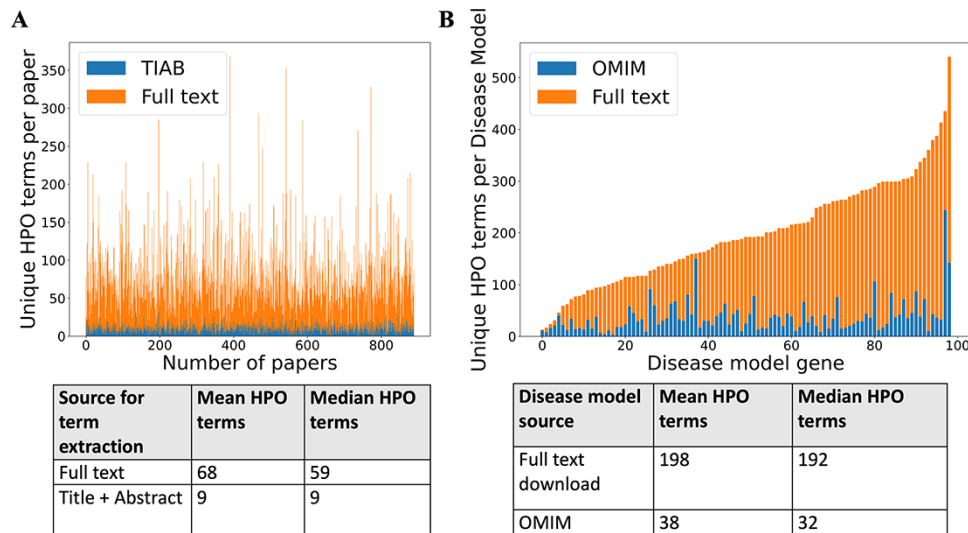 A
Unique HPO terms per paper
350
300
250
200
150
100
50
0
TIAB
Full text
0 200 400 600 800
Number of papers
Source for term extraction Mean HPO terms Median HPO terms
Full text 68 59
Title + Abstract 9 9
B
Unique HPO terms per Disease Model
500
400
300
200
100
0
OMIM
Full text
0 20 40 60 80 100
Disease model gene
Disease model source Mean HPO terms Median HPO terms
Full text download 198 192
OMIM 38 32